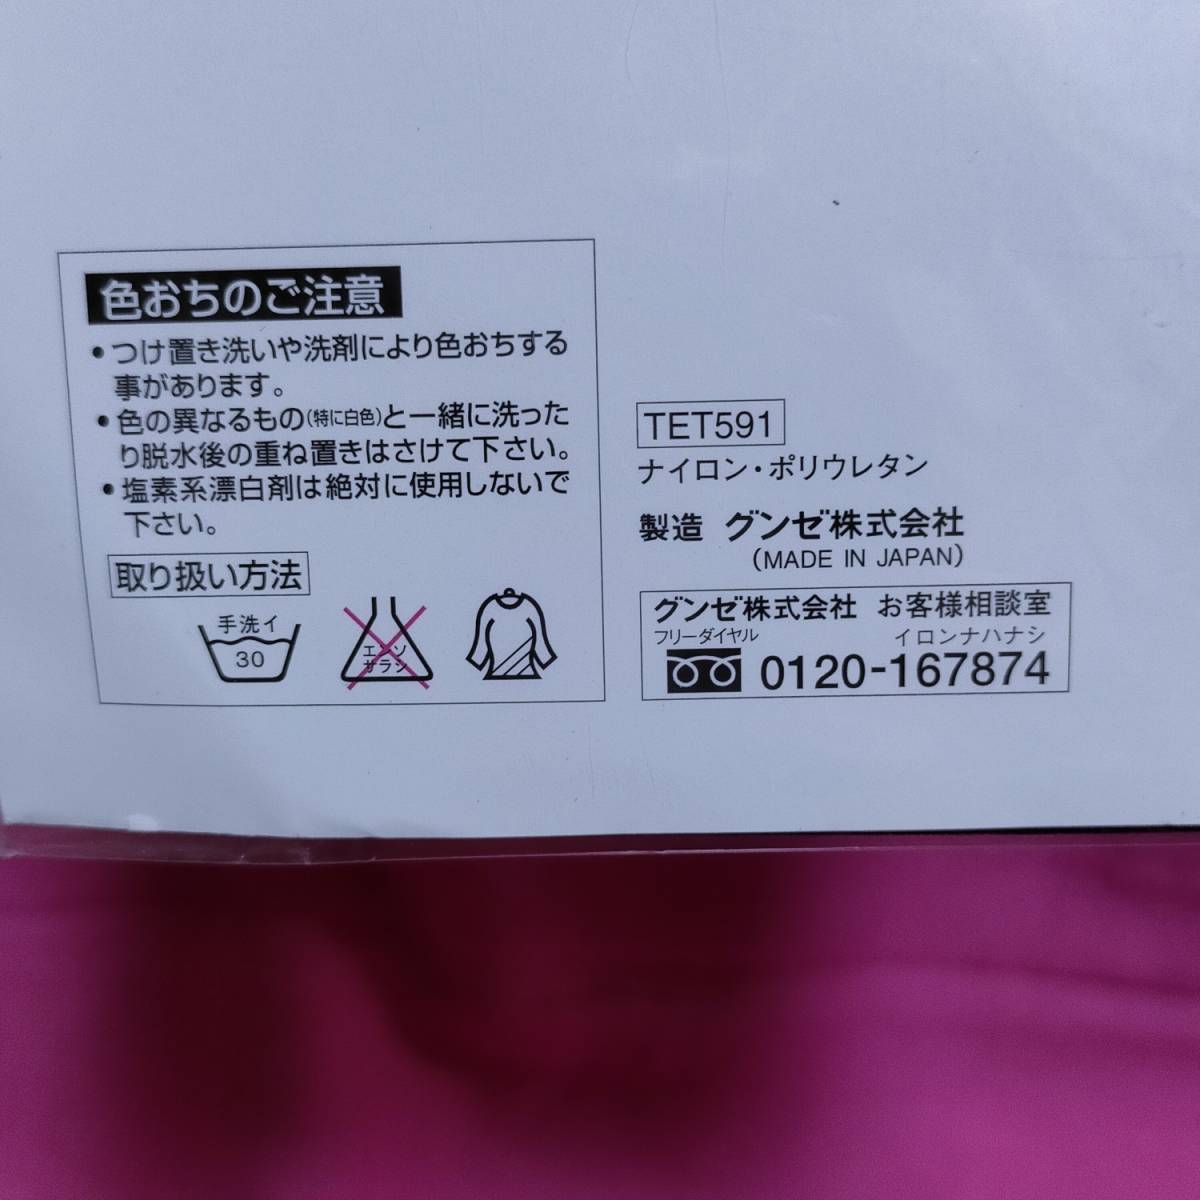 色おちのご注意
•つけ置き洗いや洗剤により色おちする
事があります。
•色の異なるもの(特に白色)と一緒に洗った
り脱水後の重ね置きはさけて下さい。
•塩素系漂白剤は絶対に使用しないで
下さい。
取り扱い方法
手洗イ
30
エンソ
サラシ
TET591
ナイロン・ポリウレタン
製造 グンゼ株式会社
(MADE IN JAPAN)
グンゼ株式会社 お客様相談室
フリーダイヤル イロンナハナシ
0120-167874